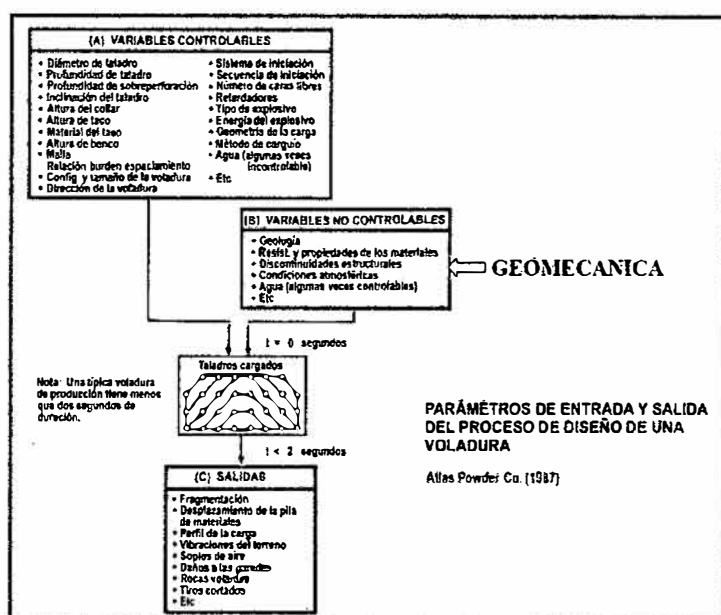 (A) VARIABLES CONTROLABLES
• Diámetro de taladro
• Profundidad de taladro
• Profundidad de sobreperforación
• Inclinación del taladro
• Altura del collar
• Altura de taco
• Material del taco
• Altura de banco
• Malla
Relación burden espaciamiento
• Config y tamaño de la voladura
• Dirección de la voladura
• Sistema de iniciación
• Secuencia de iniciación
• Número de caras libres
• Retardadores
• Tipo de explosivo
• Energía del explosivo
• Geometría de la carga
• Método de carguío
• Agua (algunas veces
incontrolable)
• Etc
(B) VARIABLES NO CONTROLABLES
• Geología
• Resist. y propiedades de los materiales
• Discontinuidades estructurales
• Condiciones atmosféricas
• Agua (algunas veces controlables)
• Etc
GEOMECANICA
t = 0 segundos
Taladros cargados
Nota: Una típica voladura
de producción tiene menos
que dos segundos de
duración.
t < 2 segundos
PARÁMETROS DE ENTRADA Y SALIDA
DEL PROCESO DE DISEÑO DE UNA
VOLADURA
Atlas Powder Co. (1987)
(C) SALIDAS
• Fragmentación
• Desplazamiento de la pila
de materiales
• Perfil de la carga
• Vibraciones del terreno
• Soplos de aire
• Daños a las paredes
• Rocas voladas
• Tiros cortados
• Etc